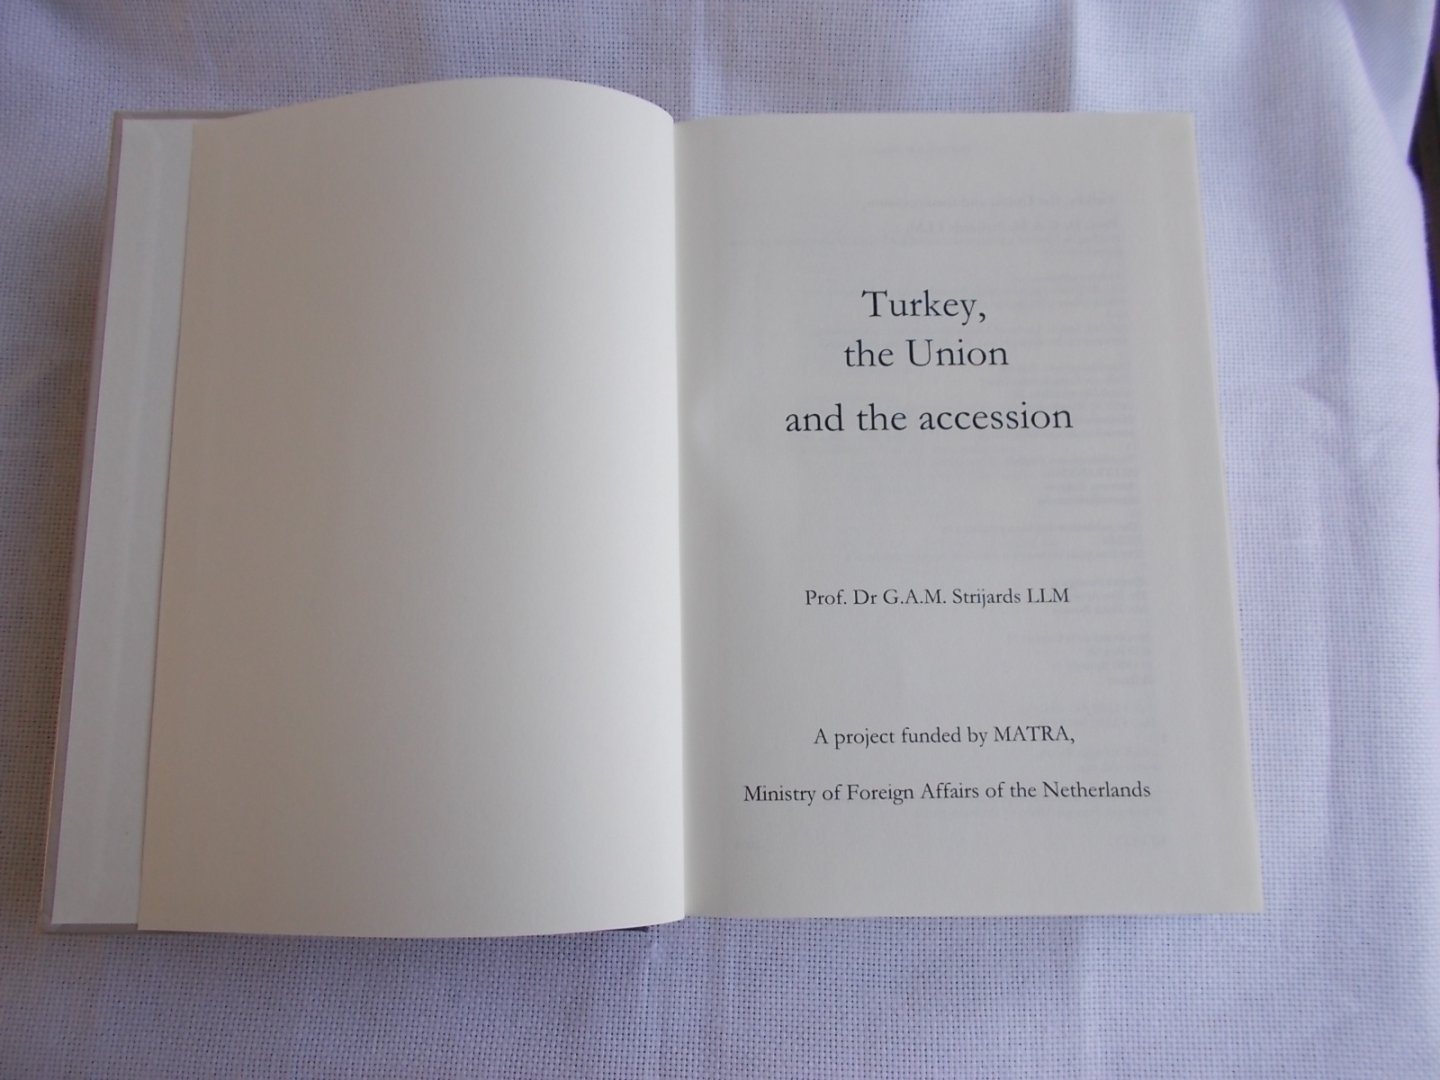 Turkey,
the Union
and the accession
Prof. Dr G.A.M. Strijards LLM
A project funded by MATRA,
Ministry of Foreign Affairs of the Netherlands